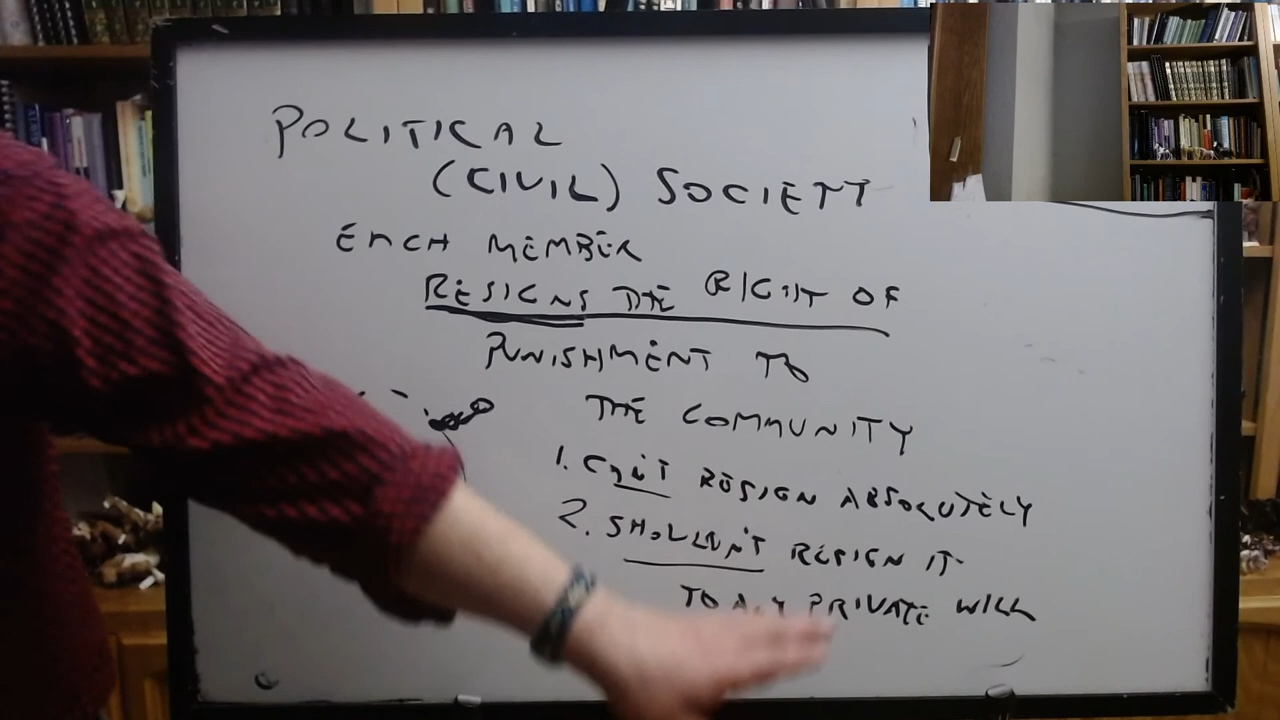 POLITICAL
(CIVIL) SOCIETY
EACH MEMBER
RESIGNS THE RIGHT OF
PUNISHMENT TO
THE COMMUNITY
1. CAN'T RESIGN ABSOLUTELY
2. SHOULDN'T RESIGN IT
TO ANY PRIVATE WILL